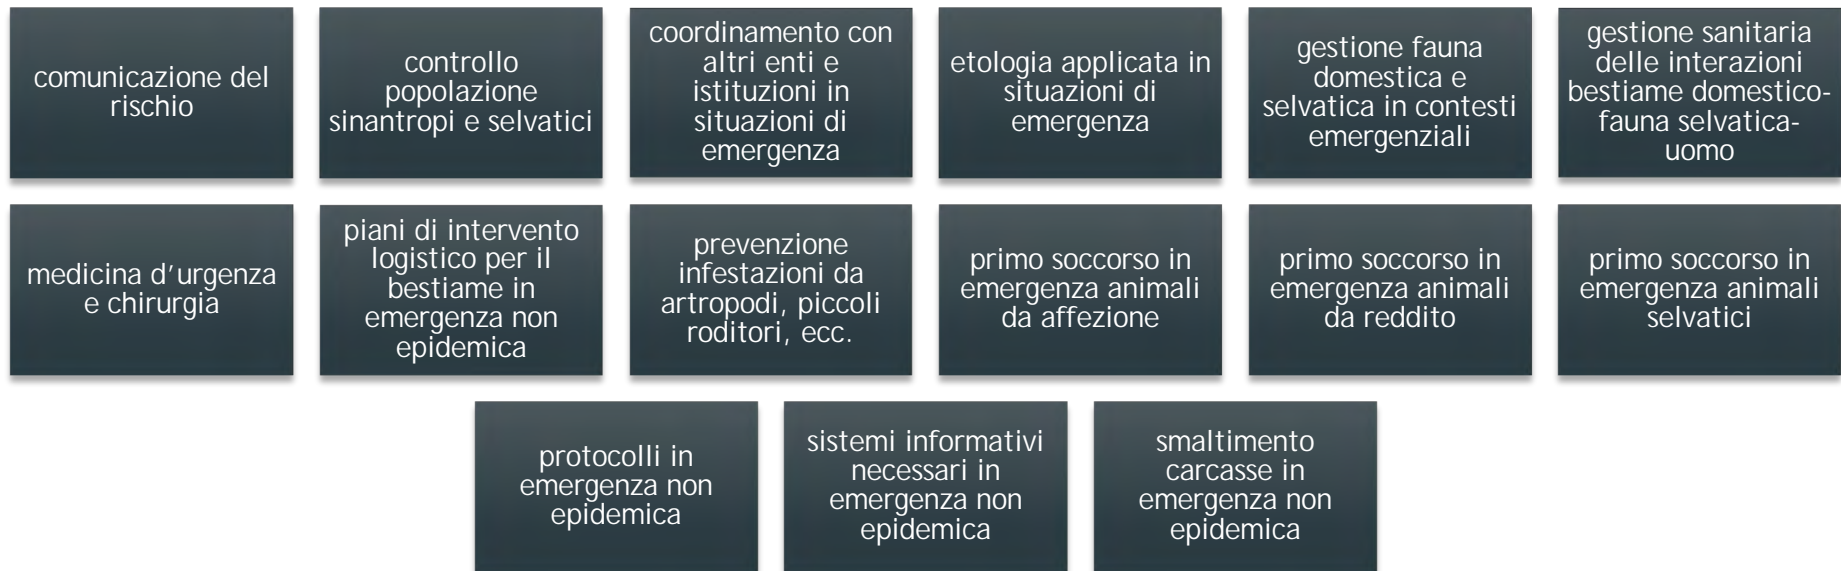 comunicazione del
rischio
controllo
popolazione
sinantropi e selvatici
coordinamento con
altri enti e
istituzioni in
situazioni di
emergenza
etologia applicata in
situazioni di
emergenza
gestione fauna
domestica e
selvatica in contesti
emergenziali
gestione sanitaria
delle interazioni
bestiame domestico-
fauna selvatica-
uomo
medicina d'urgenza
e chirurgia
piani di intervento
logistico per il
bestiame in
emergenza non
epidemica
prevenzione
infestazioni da
artropodi, piccoli
roditori, ecc.
primo soccorso in
emergenza animali
da affezione
primo soccorso in
emergenza animali
da reddito
primo soccorso in
emergenza animali
selvatici
protocolli in
emergenza non
epidemica
sistemi informativi
necessari in
emergenza non
epidemica
smaltimento
carcasse in
emergenza non
epidemica